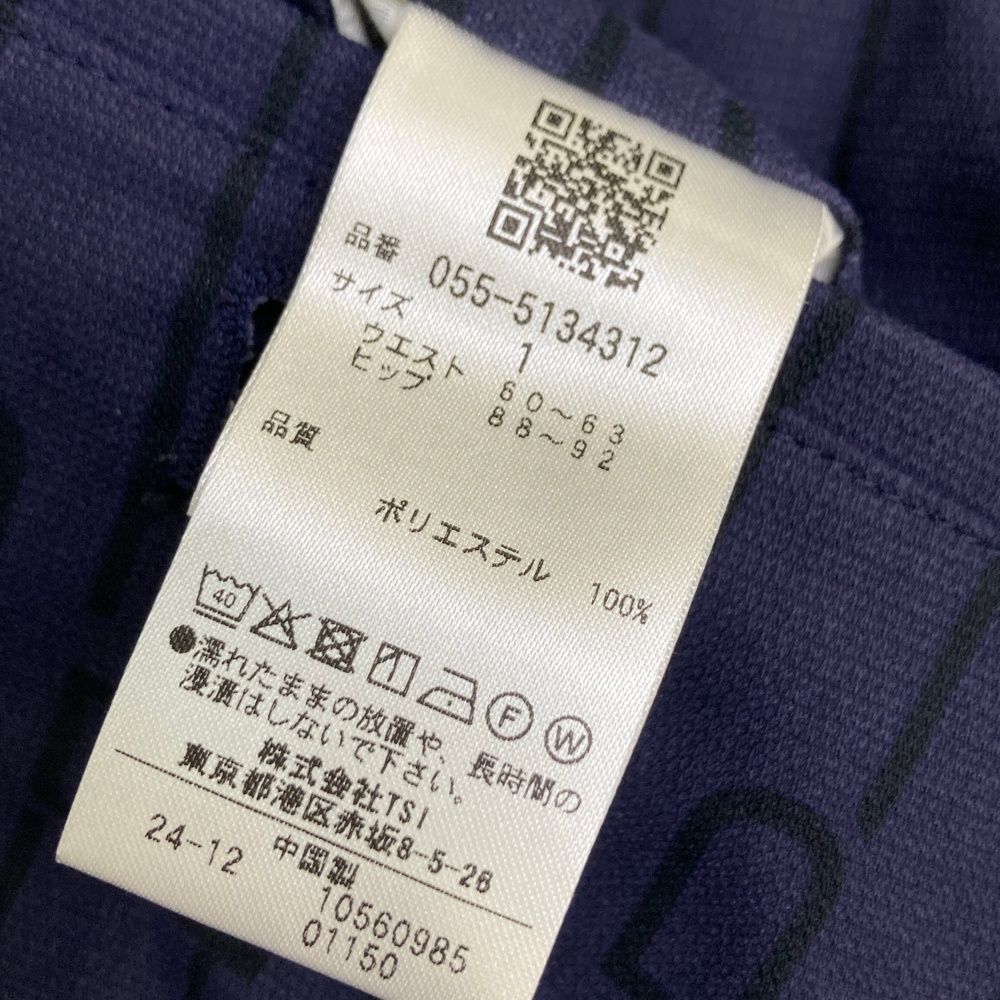 品番 055-5134312
サイズ 1
ウエスト 60～63
ヒップ 88～92
品質
ポリエステル 100%
40 F W
●濡れたままの放置や、長時間の
浸漬はしないで下さい。
株式会社TSI
東京都港区赤坂8-5-26
24-12 中国製
10560985
01150